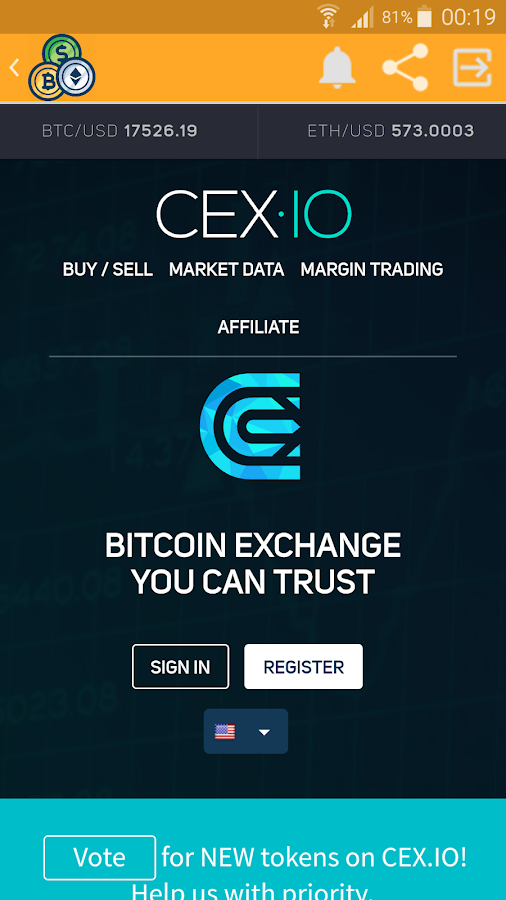 81% 00:19
BTC/USD 17526.19 ETH/USD 573.0003
CEX·IO
BUY / SELL MARKET DATA MARGIN TRADING
AFFILIATE
BITCOIN EXCHANGE
YOU CAN TRUST
SIGN IN REGISTER
Vote for NEW tokens on CEX.IO!
Help us with priority.